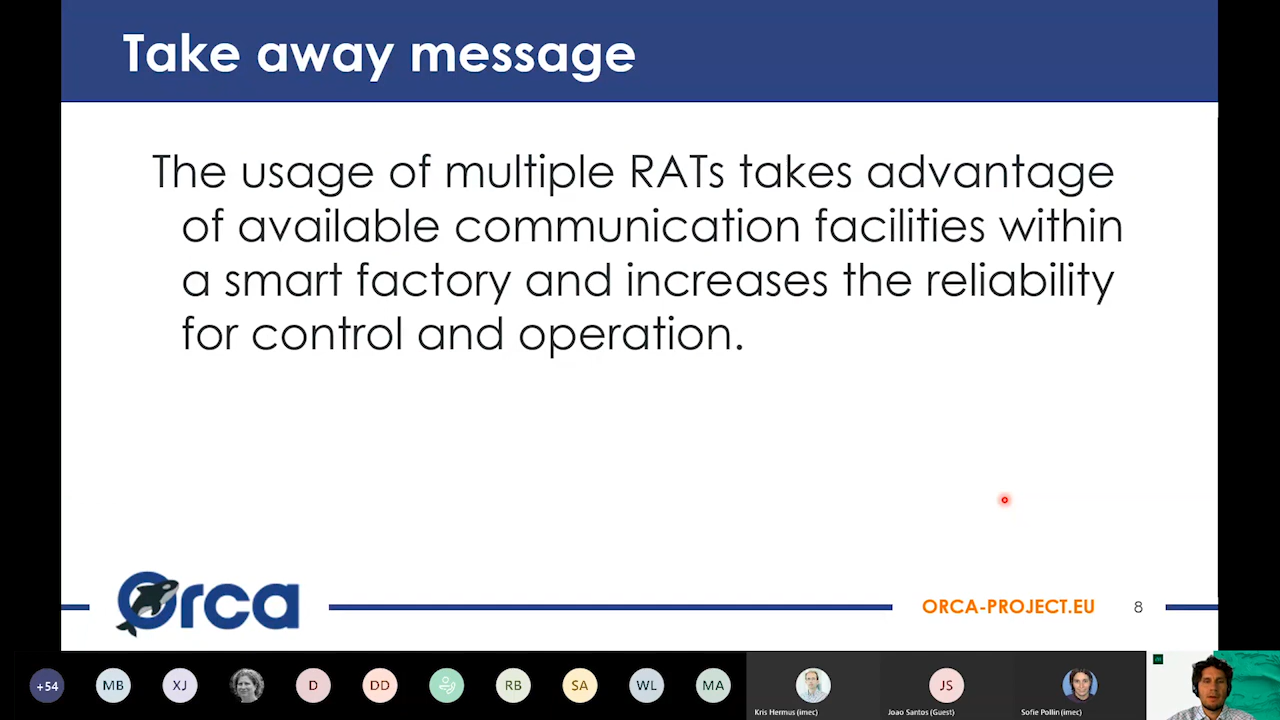 Take away message
The usage of multiple RATs takes advantage
of available communication facilities within
a smart factory and increases the reliability
for control and operation.
Orca
ORCA-PROJECT.EU
8
+54
MB
XJ
D
DD
RB
SA
WL
MA
JS
Kris Hermus (imec)
Joao Santos (Guest)
Sofie Pollin (imec)